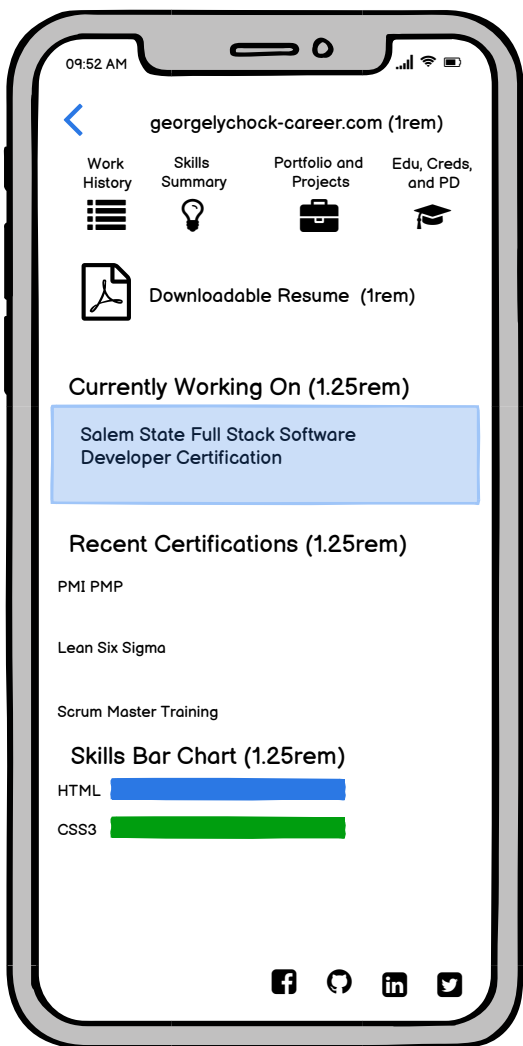 09:52 AM
georgelychock-career.com (1rem)
Work History
Skills Summary
Portfolio and Projects
Edu, Creds, and PD
Downloadable Resume (1rem)
Currently Working On (1.25rem)
Salem State Full Stack Software
Developer Certification
Recent Certifications (1.25rem)
PMI PMP
Lean Six Sigma
Scrum Master Training
Skills Bar Chart (1.25rem)
HTML
CSS3